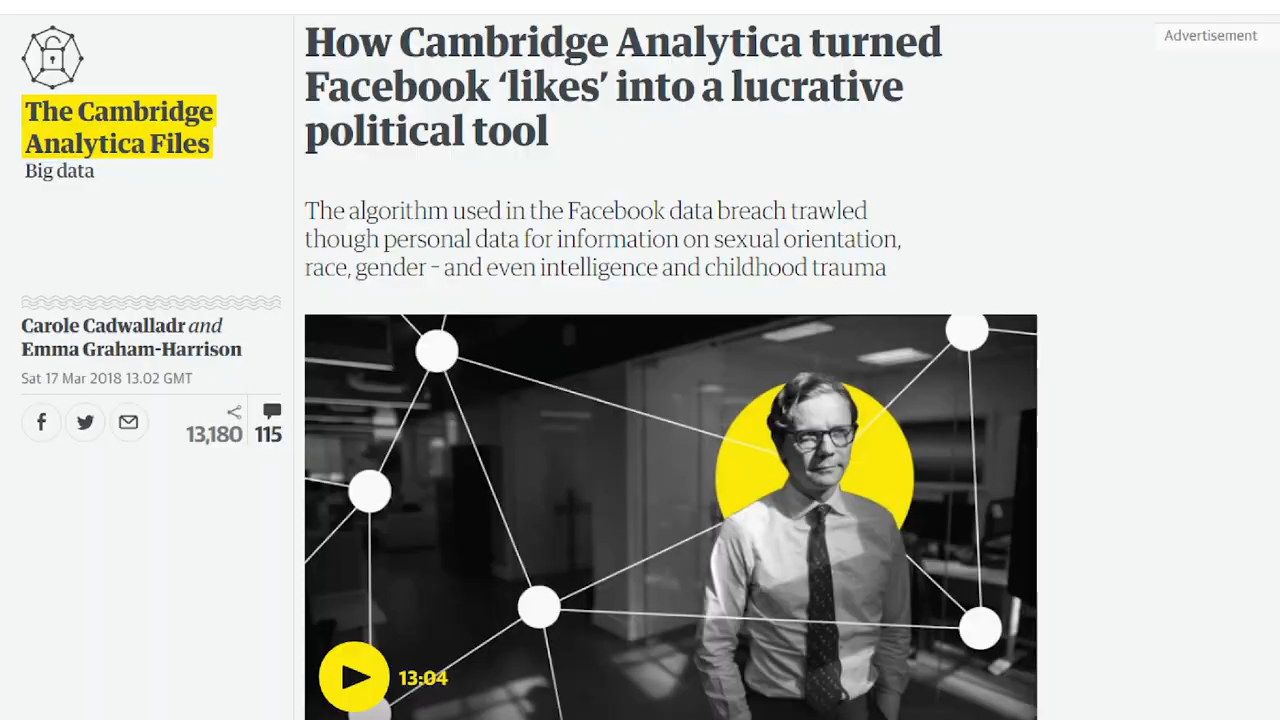 The Cambridge
Analytica Files
Big data
How Cambridge Analytica turned
Facebook ‘likes’ into a lucrative
political tool
Advertisement
The algorithm used in the Facebook data breach trawled
though personal data for information on sexual orientation,
race, gender – and even intelligence and childhood trauma
Carole Cadwalladr and
Emma Graham-Harrison
Sat 17 Mar 2018 13.02 GMT
13,180 115
13:04